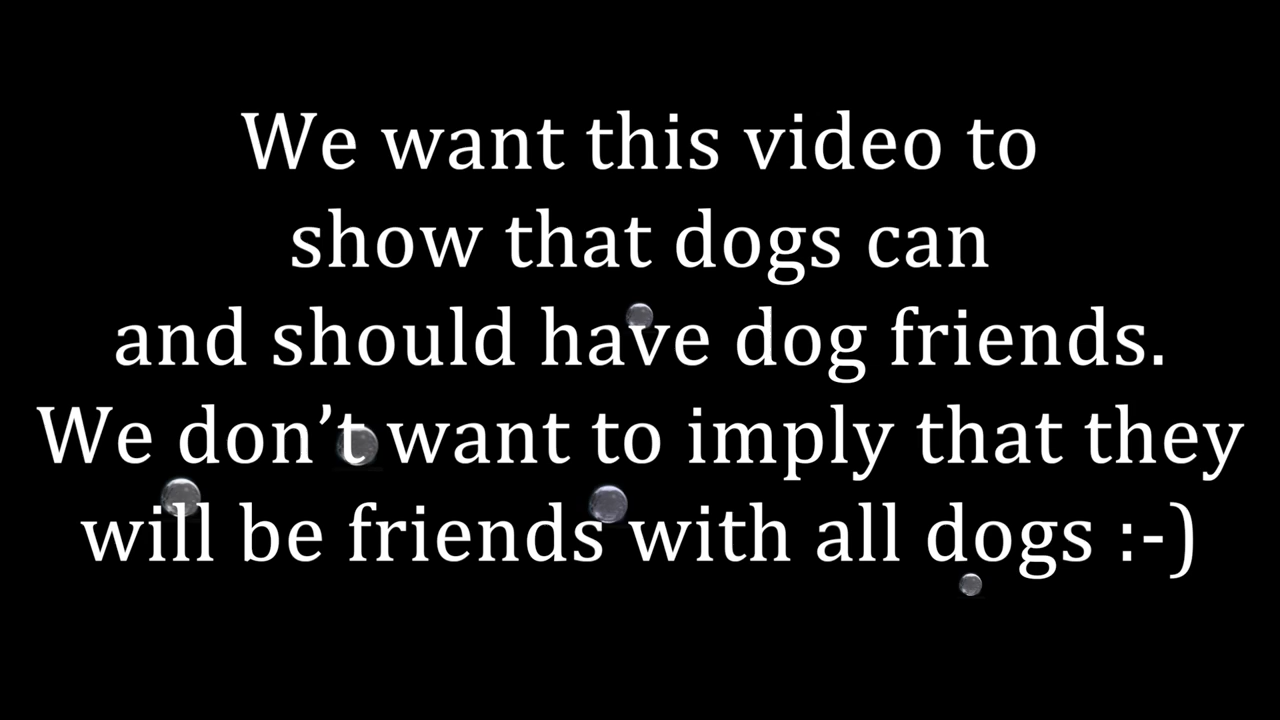 We want this video to
show that dogs can
and should have dog friends.
We don’t want to imply that they
will be friends with all dogs :-)